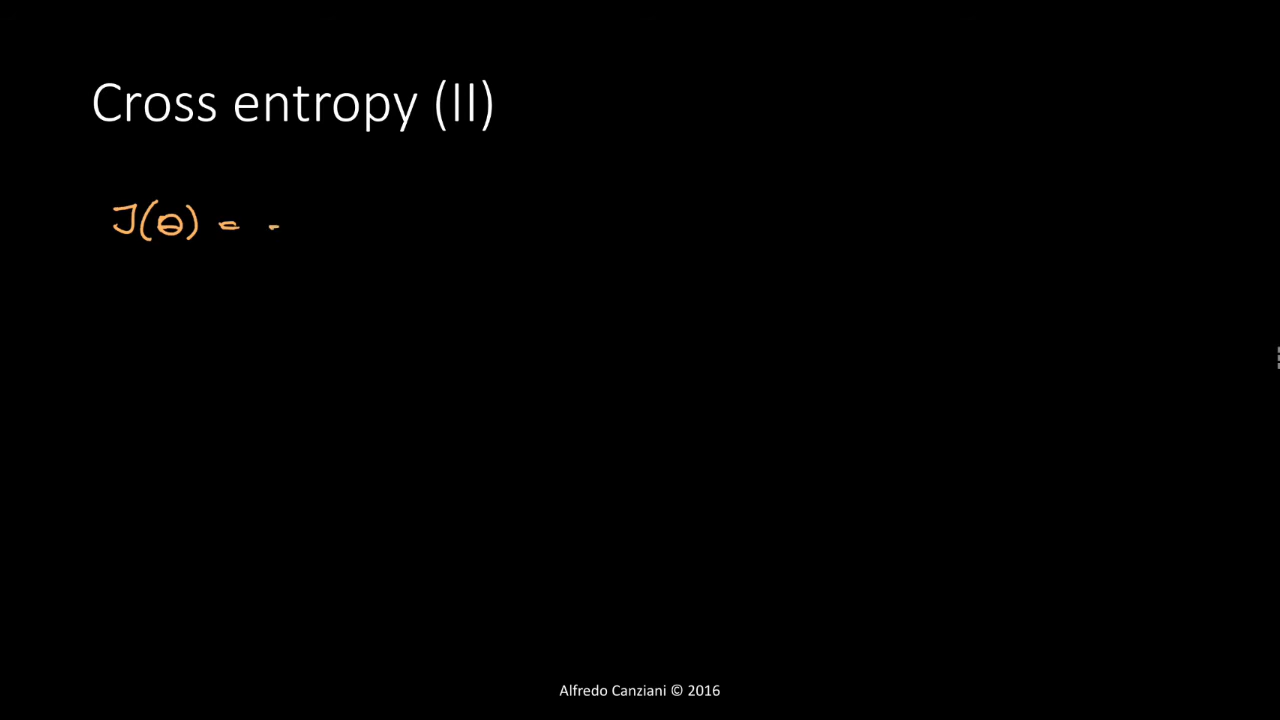 Cross entropy (II)
J(Θ) = -
Alfredo Canziani © 2016